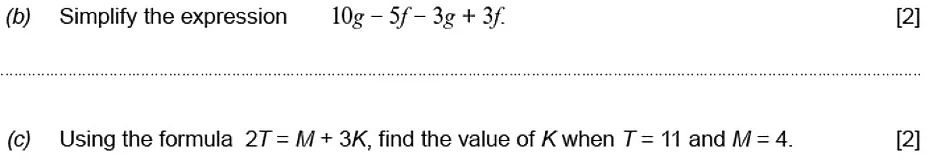 (b) Simplify the expression 10g – 5f – 3g + 3f. [2]
(c) Using the formula 2T = M + 3K, find the value of K when T = 11 and M = 4. [2]